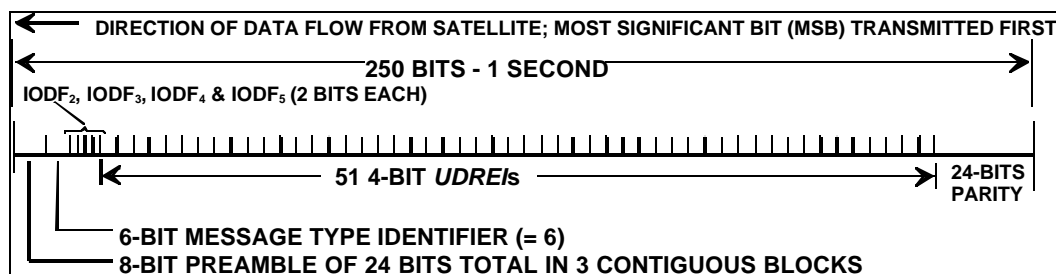 DIRECTION OF DATA FLOW FROM SATELLITE; MOST SIGNIFICANT BIT (MSB) TRANSMITTED FIRST
250 BITS - 1 SECOND
IODF₂, IODF₃, IODF₄ & IODF₅ (2 BITS EACH)
51 4-BIT UDREIs
24-BITS
PARITY
6-BIT MESSAGE TYPE IDENTIFIER (= 6)
8-BIT PREAMBLE OF 24 BITS TOTAL IN 3 CONTIGUOUS BLOCKS